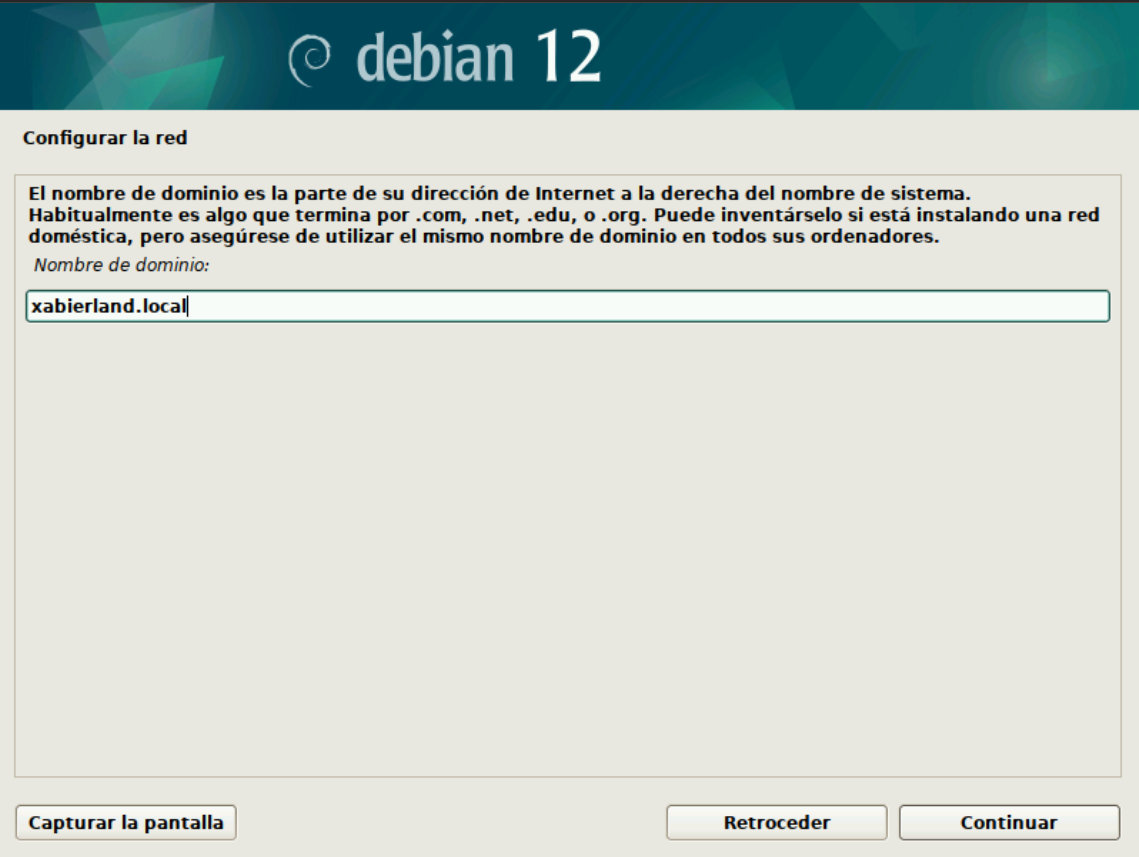 debian 12
Configurar la red
El nombre de dominio es la parte de su dirección de Internet a la derecha del nombre de sistema.
Habitualmente es algo que termina por .com, .net, .edu, o .org. Puede inventárselo si está instalando una red
doméstica, pero asegúrese de utilizar el mismo nombre de dominio en todos sus ordenadores.
Nombre de dominio:
xabierland.local
Capturar la pantalla
Retroceder
Continuar